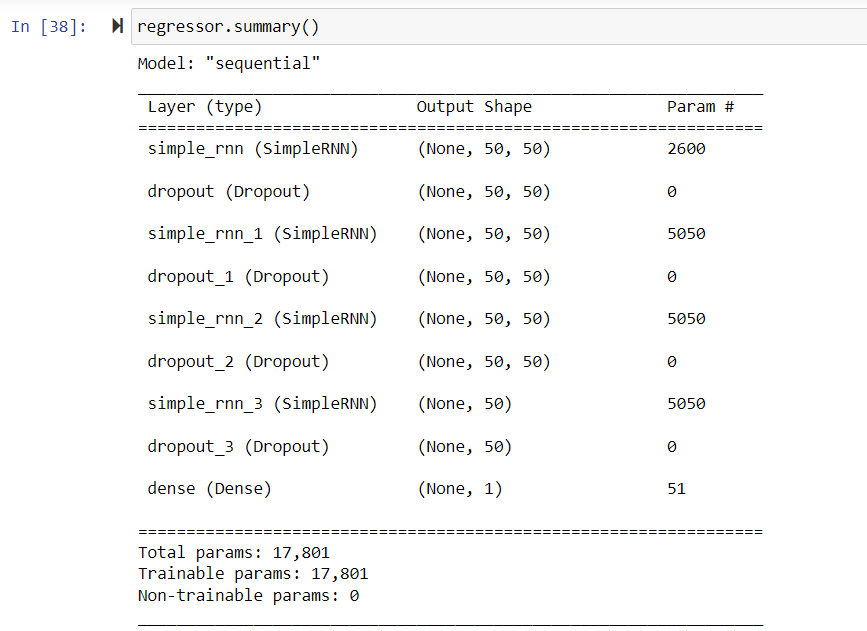 In [38]: regressor.summary()
Model: "sequential"
_________________________________________________________________
Layer (type) Output Shape Param #
=================================================================
simple_rnn (SimpleRNN) (None, 50, 50) 2600
dropout (Dropout) (None, 50, 50) 0
simple_rnn_1 (SimpleRNN) (None, 50, 50) 5050
dropout_1 (Dropout) (None, 50, 50) 0
simple_rnn_2 (SimpleRNN) (None, 50, 50) 5050
dropout_2 (Dropout) (None, 50, 50) 0
simple_rnn_3 (SimpleRNN) (None, 50) 5050
dropout_3 (Dropout) (None, 50) 0
dense (Dense) (None, 1) 51
=================================================================
Total params: 17,801
Trainable params: 17,801
Non-trainable params: 0
_________________________________________________________________